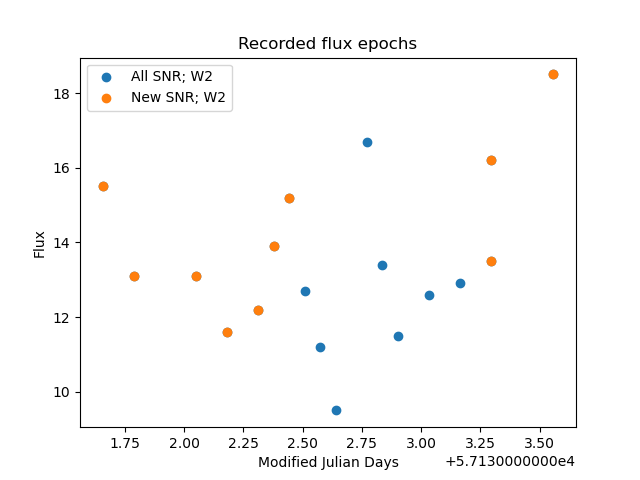 Recorded flux epochs
All SNR; W2
New SNR; W2
18
16
14
12
10
Flux
1.75 2.00 2.25 2.50 2.75 3.00 3.25 3.50
Modified Julian Days
+5.7130000000e4